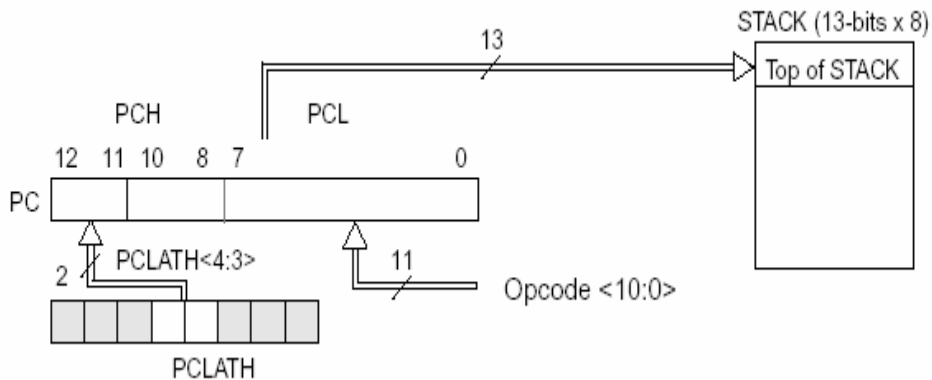 STACK (13-bits x 8)
13
Top of STACK
PCH PCL
12 11 10 8 7 0
PC
2 PCLATH<4:3> 11
Opcode <10:0>
PCLATH